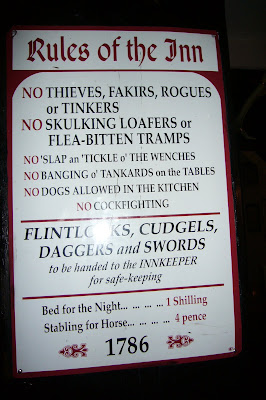 Rules of the Inn
NO THIEVES, FAKIRS, ROGUES
or TINKERS
NO SKULKING LOAFERS or
FLEA-BITTEN TRAMPS
NO 'SLAP an 'TICKLE o' THE WENCHES
NO BANGING o' TANKARDS on the TABLES
NO DOGS ALLOWED IN THE KITCHEN
NO COCKFIGHTING
FLINTLOCKS, CUDGELS,
DAGGERS and SWORDS
to be handed to the INNKEEPER
for safe-keeping
Bed for the Night... ... ... ... 1 Shilling
Stabling for Horse... ... ... ... 4 pence
1786